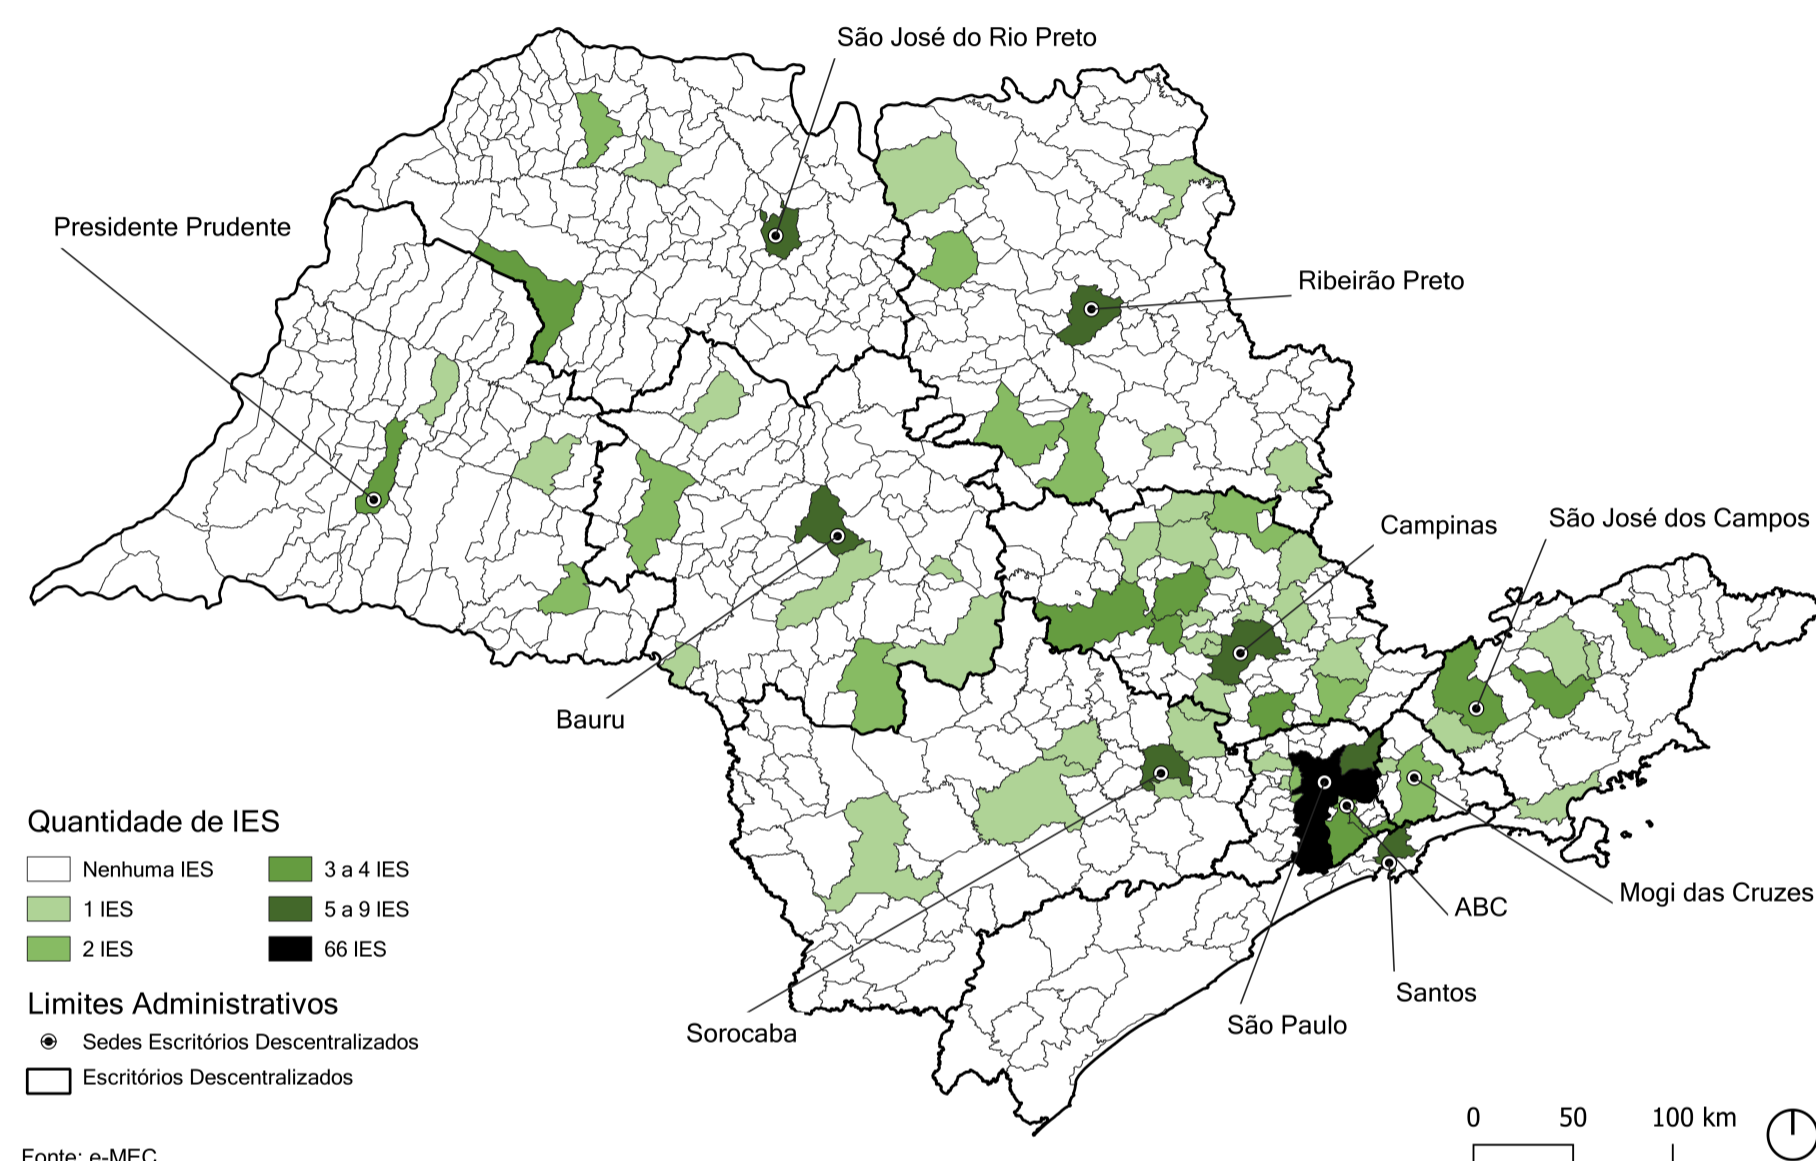 São José do Rio Preto
Presidente Prudente
Ribeirão Preto
Campinas
São José dos Campos
Bauru
Sorocaba
São Paulo
Santos
ABC
Mogi das Cruzes
Quantidade de IES
Nenhuma IES
1 IES
2 IES
3 a 4 IES
5 a 9 IES
66 IES
Limites Administrativos
Sedes Escritórios Descentralizados
Escritórios Descentralizados
0 50 100 km
Fonte: e-MEC